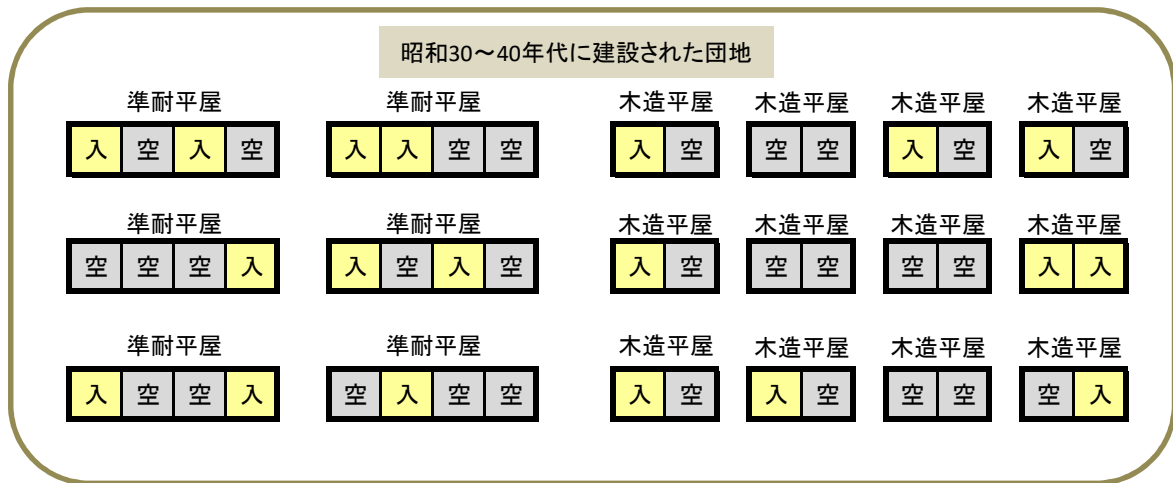 昭和30～40年代に建設された団地
準耐平屋 準耐平屋 木造平屋 木造平屋 木造平屋 木造平屋
入 空 入 空 入 入 空 空 入 空 空 空 入 空 入 空
準耐平屋 準耐平屋 木造平屋 木造平屋 木造平屋 木造平屋
空 空 空 入 入 空 入 空 入 空 空 空 空 空 入 入
準耐平屋 準耐平屋 木造平屋 木造平屋 木造平屋 木造平屋
入 空 空 入 空 入 空 空 入 空 入 空 空 空 空 入